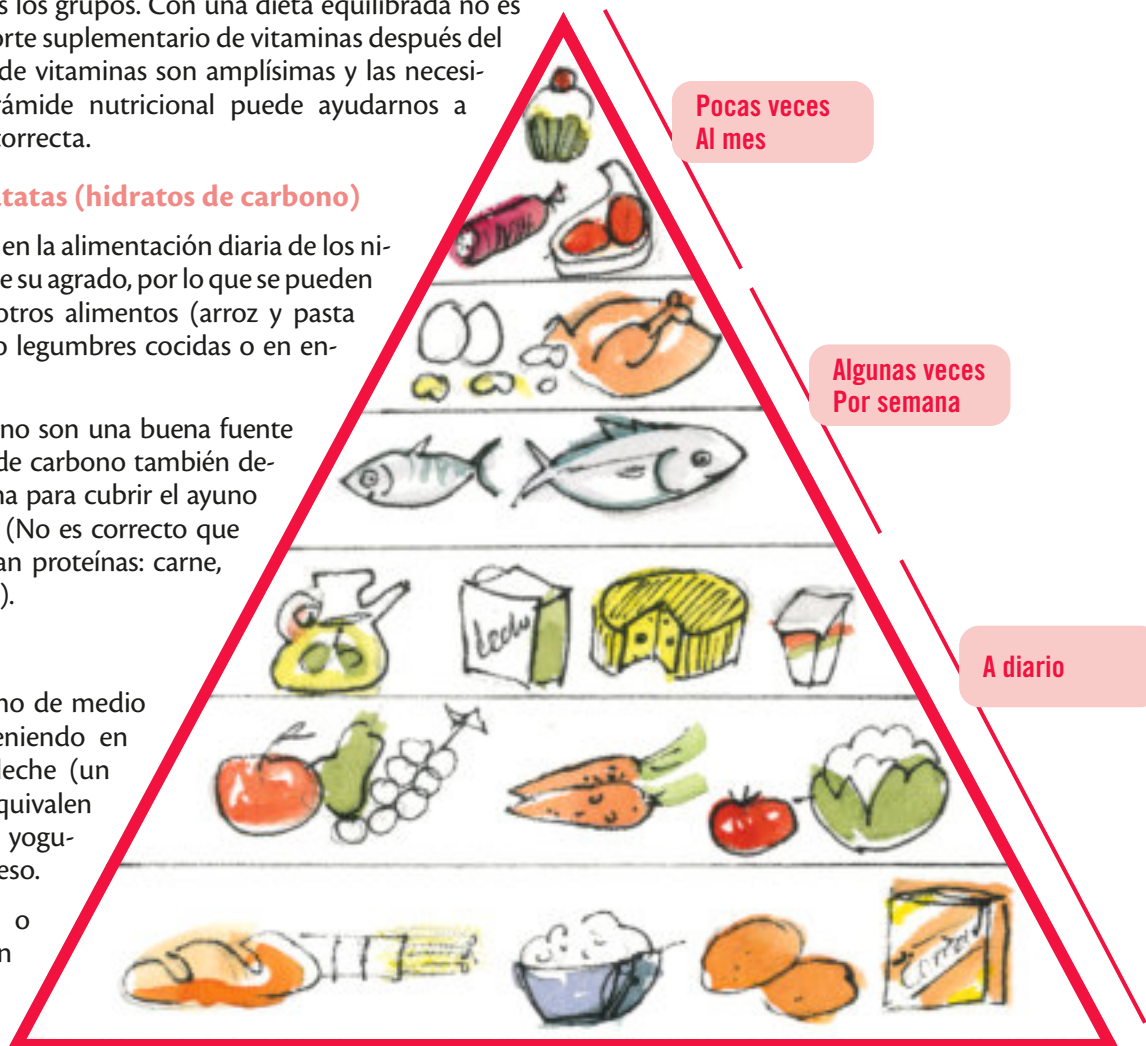 s los grupos. Con una dieta equilibrada no es
orte suplementario de vitaminas después del
de vitaminas son amplísimas y las necesi-
rámide nutricional puede ayudarnos a
correcta.
tatas (hidratos de carbono)
en la alimentación diaria de los ni-
e su agrado, por lo que se pueden
otros alimentos (arroz y pasta
o legumbres cocidas o en en-
no son una buena fuente
de carbono también de-
na para cubrir el ayuno
(No es correcto que
an proteínas: carne,
).
no de medio
eniendo en
leche (un
quivalen
yogu-
eso.
o
n
Pocas veces
Al mes
Algunas veces
Por semana
A diario
Leche